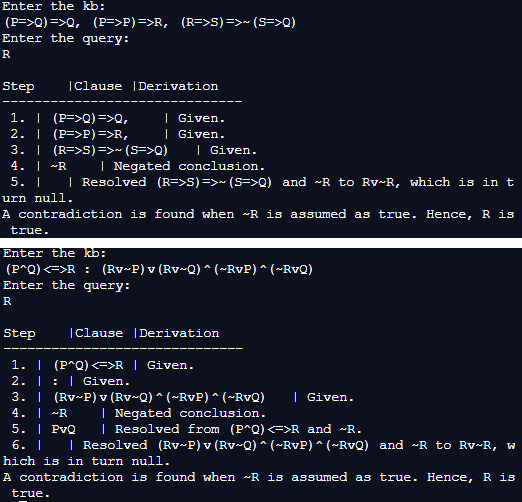 Enter the kb:
(P=>Q)=>Q, (P=>P)=>R, (R=>S)=>~(S=>Q)
Enter the query:
R
Step |Clause |Derivation
------------------------------
1. | (P=>Q)=>Q, | Given.
2. | (P=>P)=>R, | Given.
3. | (R=>S)=>~(S=>Q) | Given.
4. | ~R | Negated conclusion.
5. | | Resolved (R=>S)=>~(S=>Q) and ~R to Rv~R, which is in t
urn null.
A contradiction is found when ~R is assumed as true. Hence, R is
true.
Enter the kb:
(P^Q)<=>R : (Rv~P)v(Rv~Q)^(~RvP)^(~RvQ)
Enter the query:
R
Step |Clause |Derivation
------------------------------
1. | (P^Q)<=>R | Given.
2. | : | Given.
3. | (Rv~P)v(Rv~Q)^(~RvP)^(~RvQ) | Given.
4. | ~R | Negated conclusion.
5. | PvQ | Resolved from (P^Q)<=>R and ~R.
6. | | Resolved (Rv~P)v(Rv~Q)^(~RvP)^(~RvQ) and ~R to Rv~R, w
hich is in turn null.
A contradiction is found when ~R is assumed as true. Hence, R is
true.